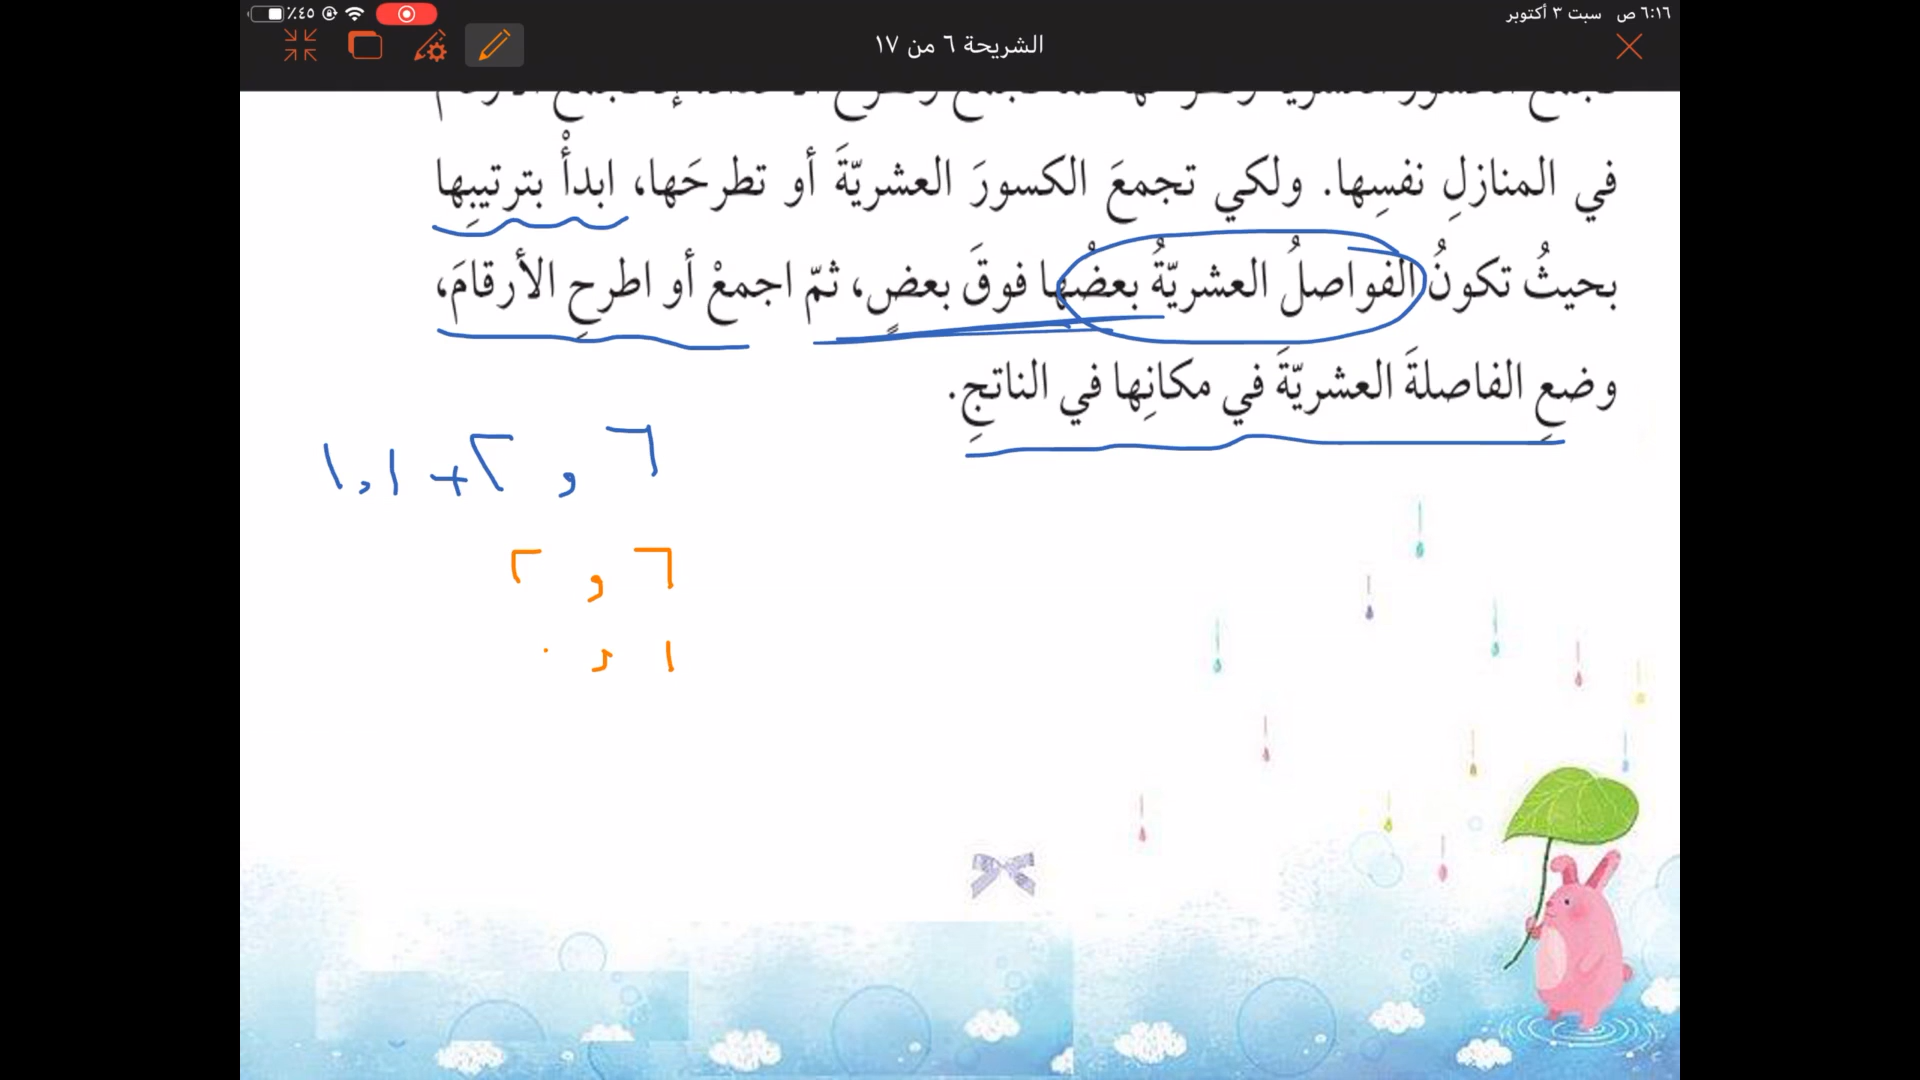 ٦:١٦ ص سبت ٣ أكتوبر
٪٤٥
الشريحة ٦ من ١٧
في المنازلِ نفسِها. ولكي تجمعَ الكسورَ العشريّةَ أو تطرحَها، ابدأْ بترتيبِها
بحيثُ تكونُ الفواصلُ العشريّةُ بعضُها فوقَ بعضٍ، ثمّ اجمعْ أو اطرحِ الأرقامَ،
وضعِ الفاصلةَ العشريّةَ في مكانِها في الناتجِ.
١,١ + ٢ , ٦
٢ , ٦
٠ , ١